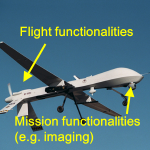 Flight functionalities
Mission functionalities
(e.g. imaging)